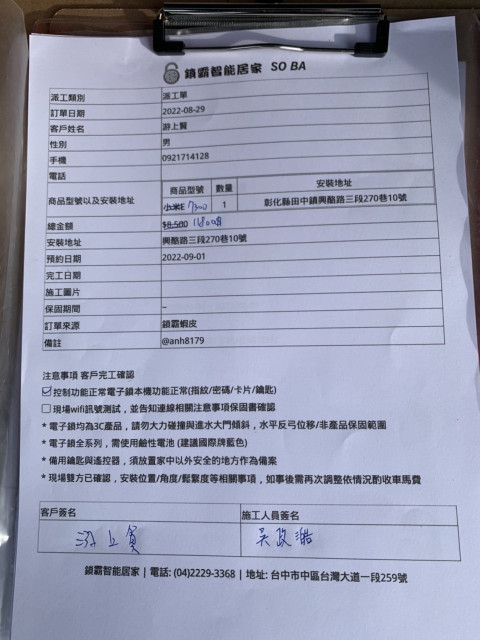 鎖霸智能居家 SO BA
派工類別 派工單
訂單日期 2022-08-29
客戶姓名 游上賢
性別 男
手機 0921714128
電話
商品型號以及安裝地址 商品型號 數量 安裝地址
小米E 7300 1 彰化縣田中鎮興酪路三段270巷10號
總金額 $8,500
安裝地址 興酪路三段270巷10號
預約日期 2022-09-01
完工日期
施工圖片
保固期間 –
訂單來源 鎖霸蝦皮
備註 @anh8179
注意事項 客戶完工確認
控制功能正常電子鎖本機功能正常(指紋/密碼/卡片/鑰匙)
現場wifi訊號測試，並告知連線相關注意事項保固書確認
* 電子鎖均為3C產品，請勿大力碰撞與進水大門傾斜，水平反弓位移/非產品保固範圍
* 電子鎖全系列，需使用鹼性電池 (建議國際牌藍色)
* 備用鑰匙與遙控器，須放置家中以外安全的地方作為備案
* 現場雙方已確認，安裝位置/角度/鬆緊度等相關事項，如事後需再次調整依情況酌收車馬費
客戶簽名 施工人員簽名
游上賢 吳政澔
鎖霸智能居家 | 電話: (04)2229-3368 | 地址: 台中市中區台灣大道一段259號